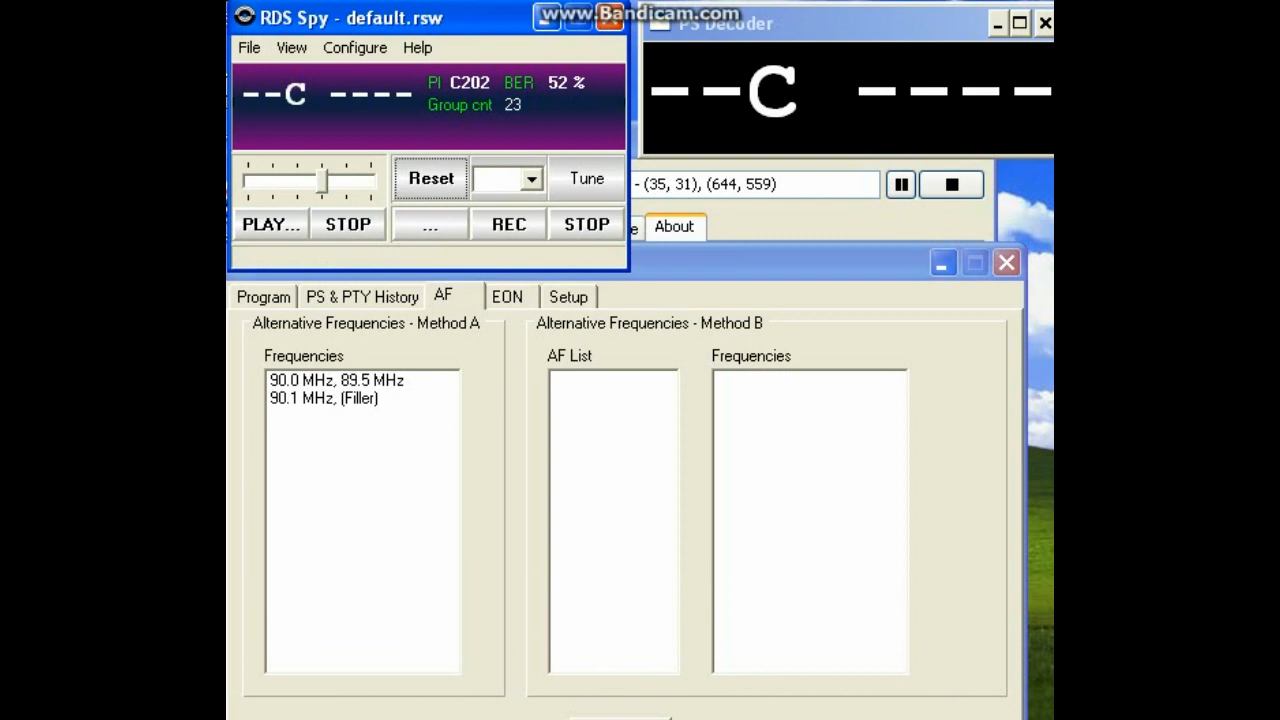 RDS Spy - default.rsw
www.Bandicam.com
PS Decoder
File View Configure Help
--C ----
PI C202 BER 52 %
Group cnt 23
--C ----
Reset
Tune
- (35, 31), (644, 559)
PLAY... STOP ... REC STOP
e About
Program PS & PTY History AF EON Setup
Alternative Frequencies - Method A
Alternative Frequencies - Method B
Frequencies
AF List
Frequencies
90.0 MHz, 89.5 MHz
90.1 MHz, (Filler)